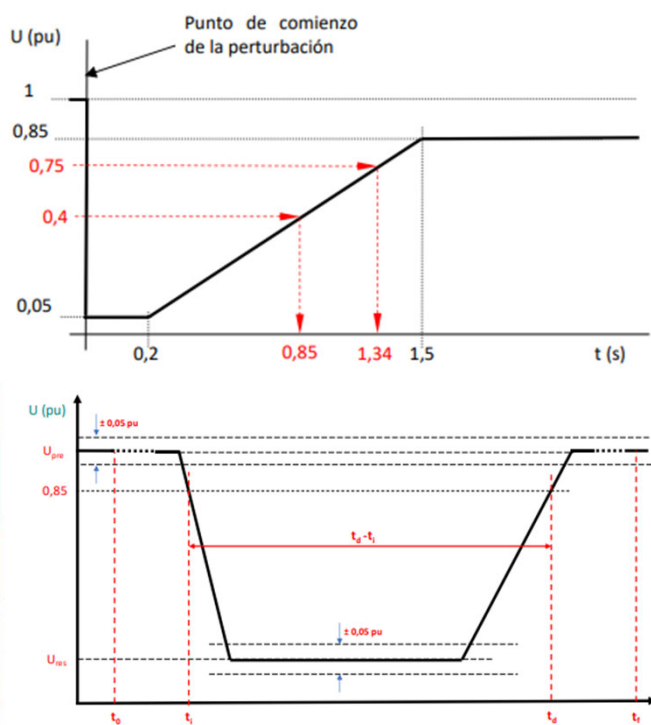 Punto de comienzo
de la perturbación
U (pu)
1
0,85
0,75
0,4
0,05
0,2
0,85
1,34
1,5
t (s)
U (pu)
± 0,05 pu
Upre
0,85
td -ti
± 0,05 pu
Ures
t0
ti
td
tf